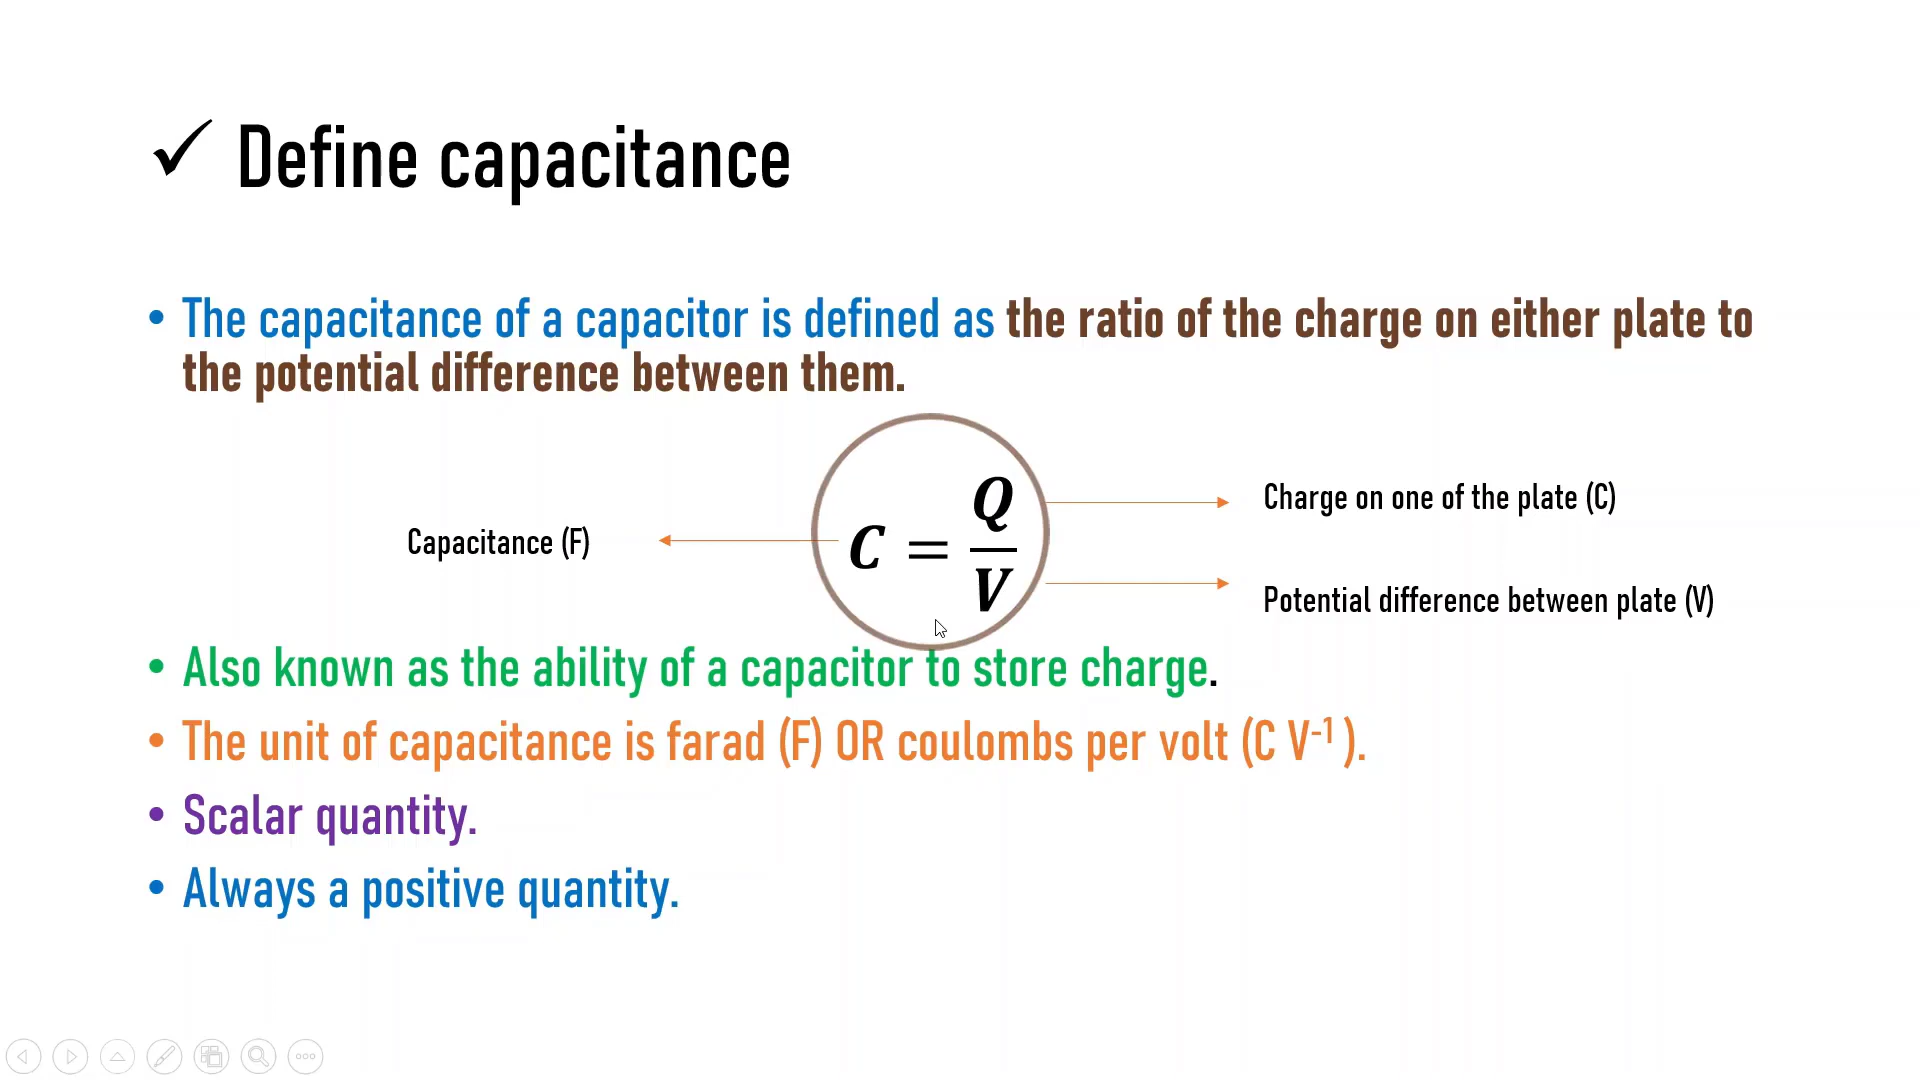 ✓ Define capacitance
• The capacitance of a capacitor is defined as the ratio of the charge on either plate to
the potential difference between them.
Capacitance (F)
C = Q/V
Charge on one of the plate (C)
Potential difference between plate (V)
• Also known as the ability of a capacitor to store charge.
• The unit of capacitance is farad (F) OR coulombs per volt (C V⁻¹ ).
• Scalar quantity.
• Always a positive quantity.